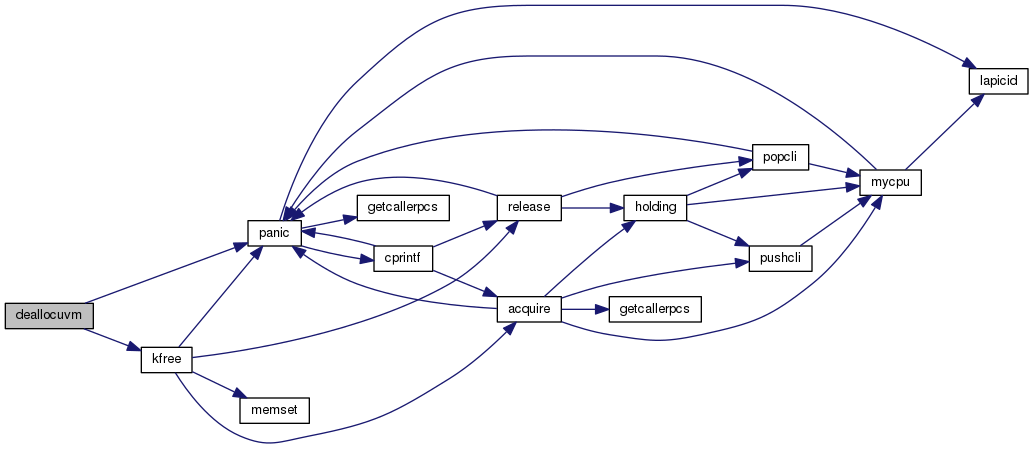 lapicid
popcli
mycpu
getcallerpcs
release
holding
panic
cprintf
pushcli
deallocuvm
acquire
getcallerpcs
kfree
memset